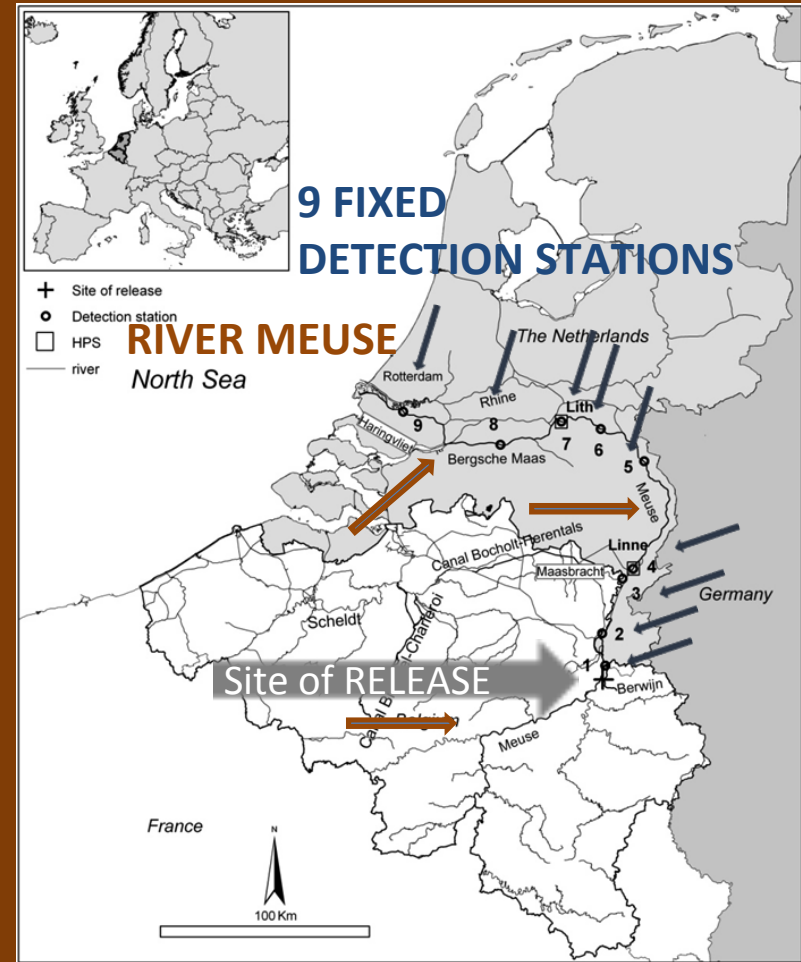 9 FIXED
DETECTION STATIONS
Site of release
Detection station
HPS
river
RIVER MEUSE
North Sea
The Netherlands
Rotterdam
Rhine
Lith
Haringvliet
9
8
7
6
5
Bergsche Maas
Meuse
Canal Bocholt-Herentals
Linne
Maasbracht
4
3
Germany
Scheldt
2
1
Site of RELEASE
Berwijn
Meuse
France
N
100 Km